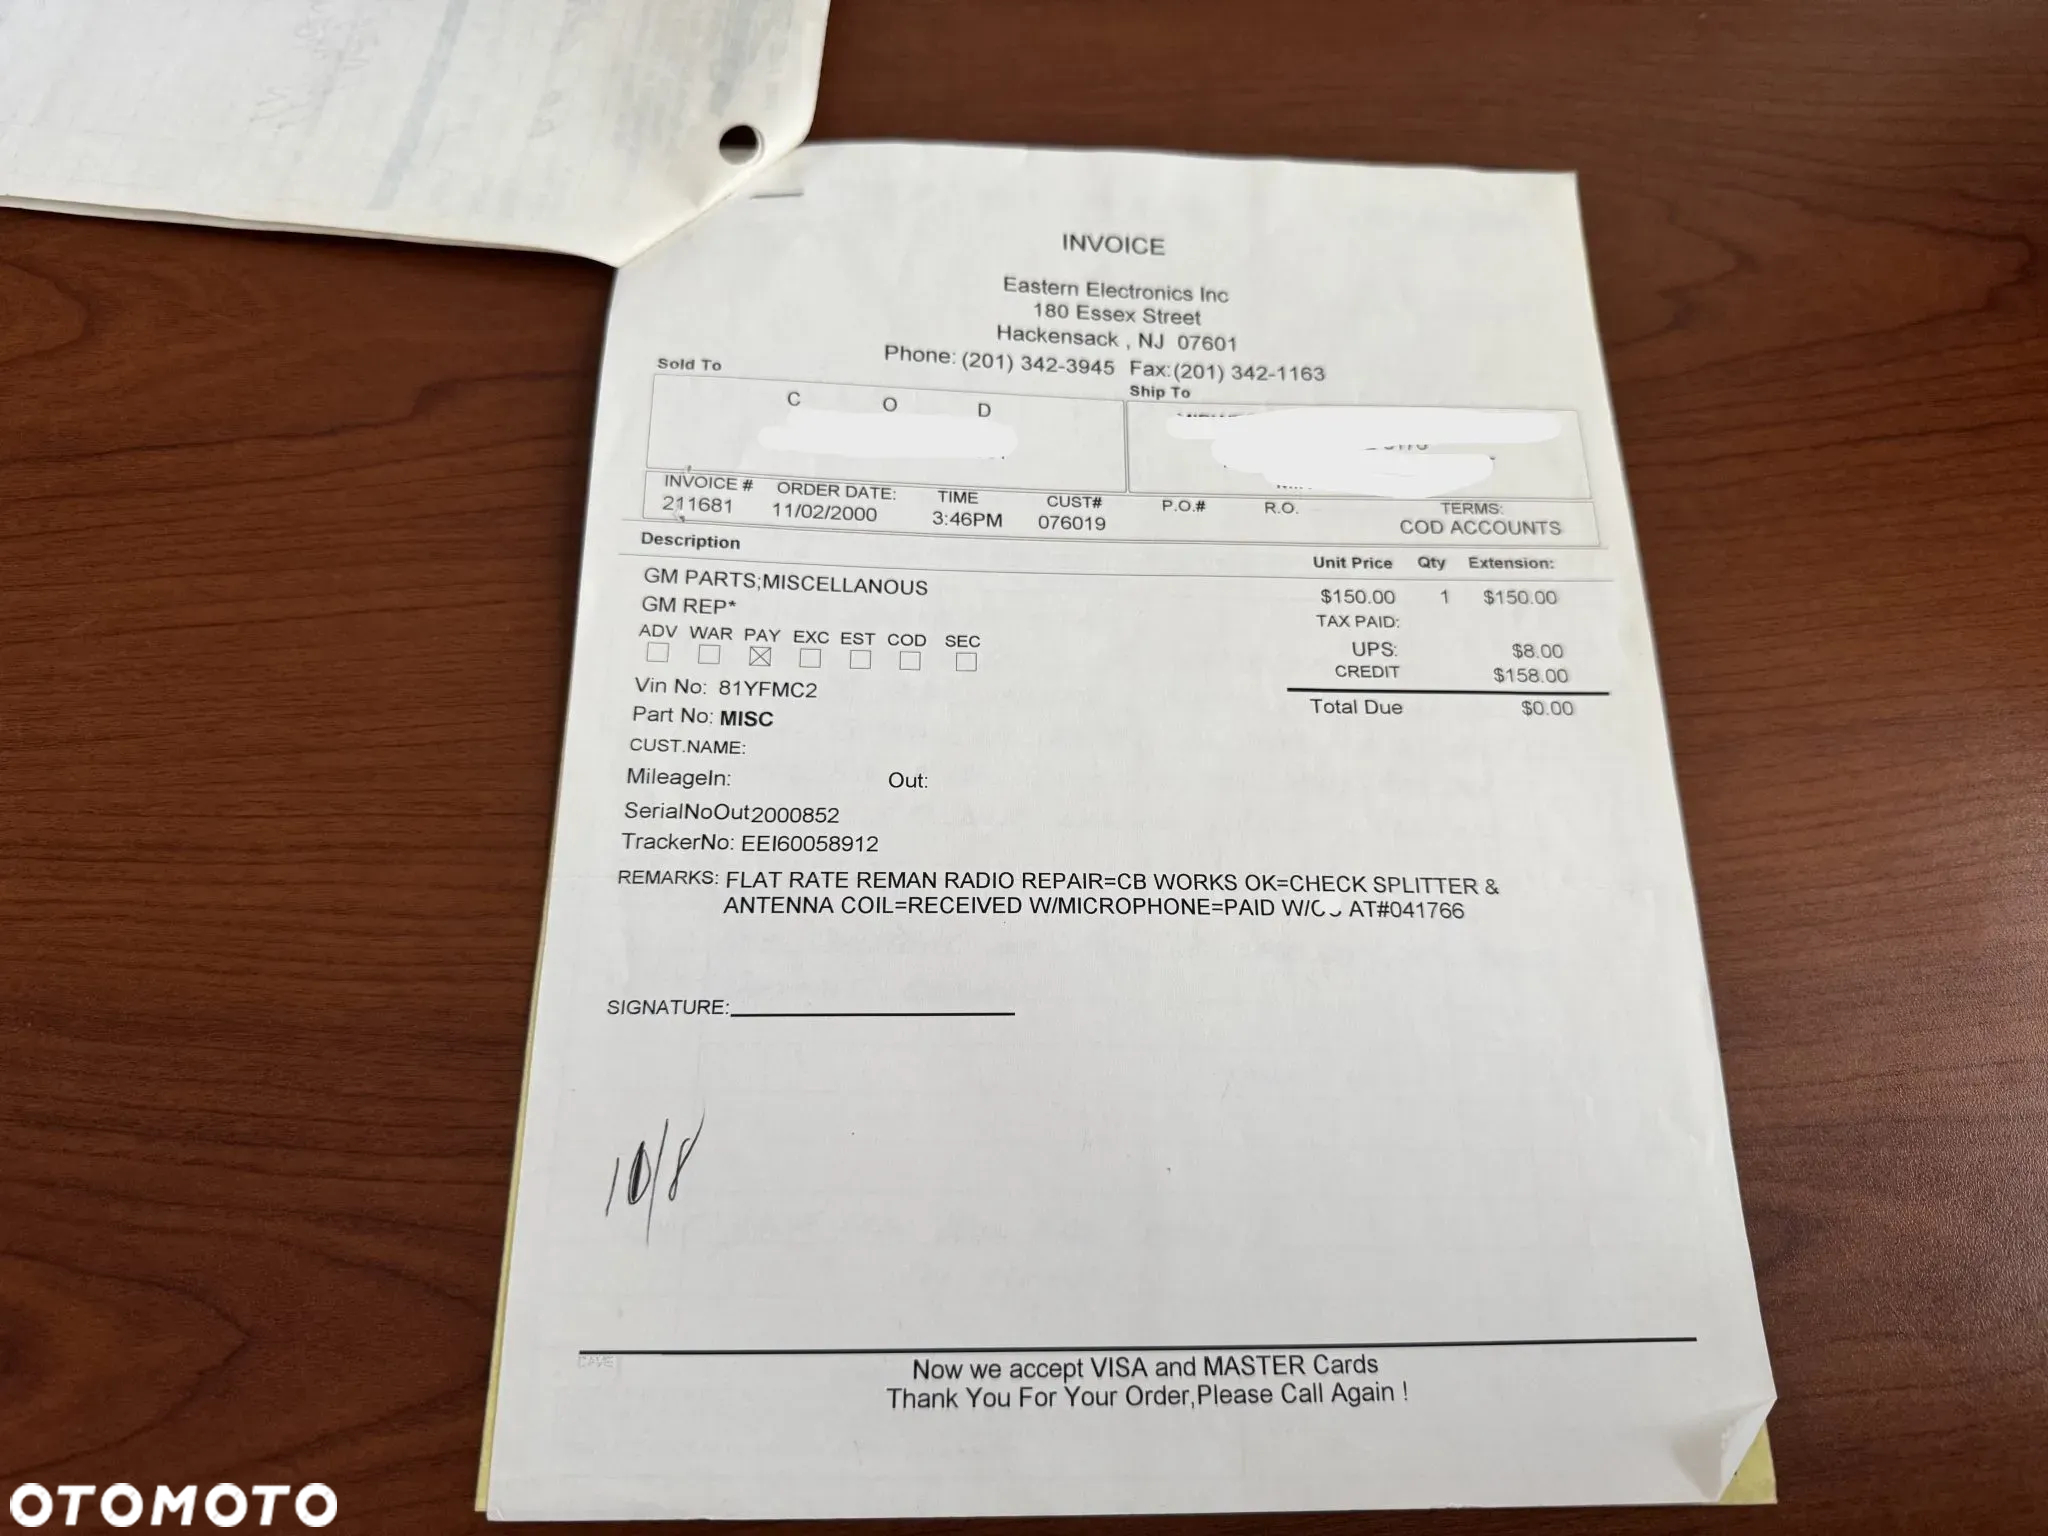 INVOICE
Eastern Electronics Inc
180 Essex Street
Hackensack , NJ 07601
Phone: (201) 342-3945 Fax:(201) 342-1163
Sold To
Ship To
C O D
INVOICE # ORDER DATE: TIME CUST# P.O.# R.O. TERMS:
211681 11/02/2000 3:46PM 076019 COD ACCOUNTS
Description Unit Price Qty Extension:
GM PARTS;MISCELLANOUS $150.00 1 $150.00
GM REP* TAX PAID:
ADV WAR PAY EXC EST COD SEC UPS: $8.00
CREDIT $158.00
Vin No: 81YFMC2 Total Due $0.00
Part No: MISC
CUST.NAME:
MileageIn: Out:
SerialNoOut2000852
TrackerNo: EEI60058912
REMARKS: FLAT RATE REMAN RADIO REPAIR=CB WORKS OK=CHECK SPLITTER &
ANTENNA COIL=RECEIVED W/MICROPHONE=PAID AT#041766
SIGNATURE:
10/8
Now we accept VISA and MASTER Cards
Thank You For Your Order,Please Call Again !
OTOMOTO